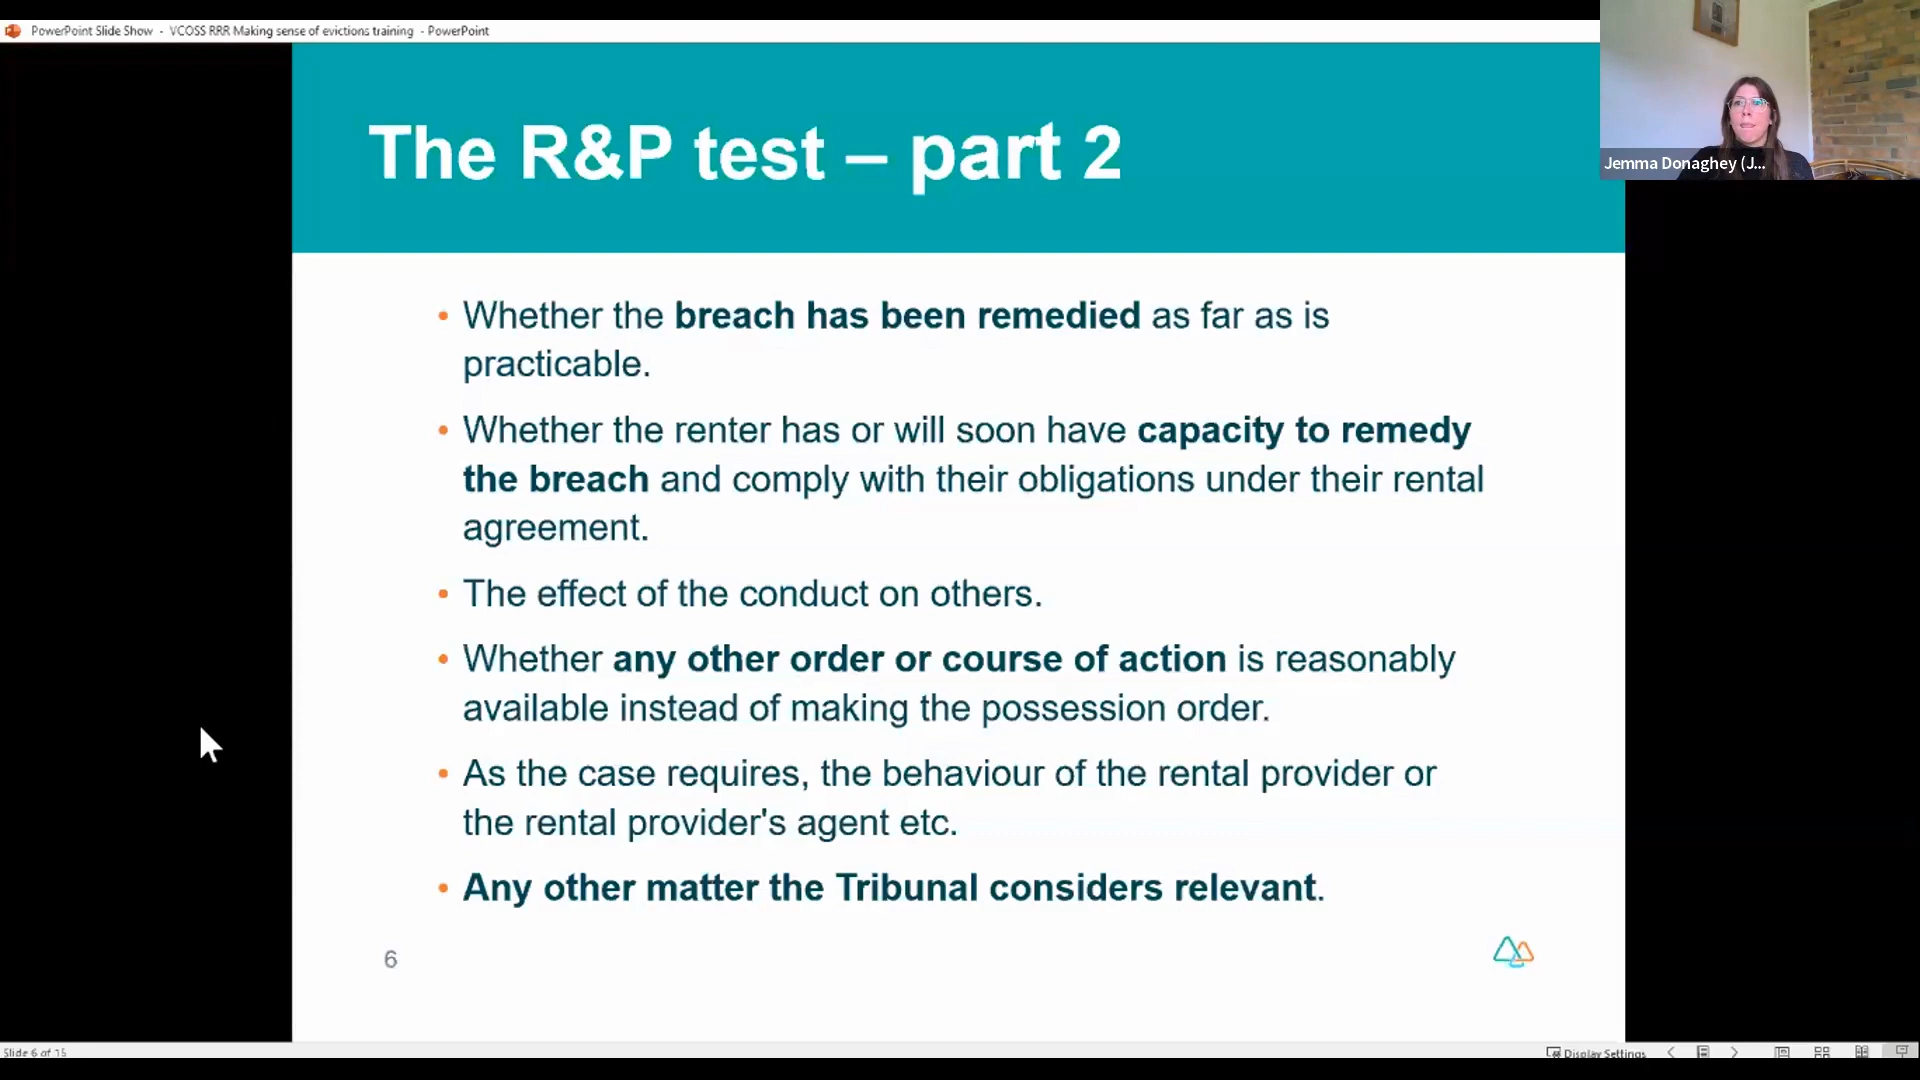 PowerPoint Slide Show - VCOSS RRR Making sense of evictions training - PowerPoint
The R&P test – part 2
Jemma Donaghey (J...
• Whether the breach has been remedied as far as is
practicable.
• Whether the renter has or will soon have capacity to remedy
the breach and comply with their obligations under their rental
agreement.
• The effect of the conduct on others.
• Whether any other order or course of action is reasonably
available instead of making the possession order.
• As the case requires, the behaviour of the rental provider or
the rental provider's agent etc.
• Any other matter the Tribunal considers relevant.
6
Slide 6 of 15
Display Settings